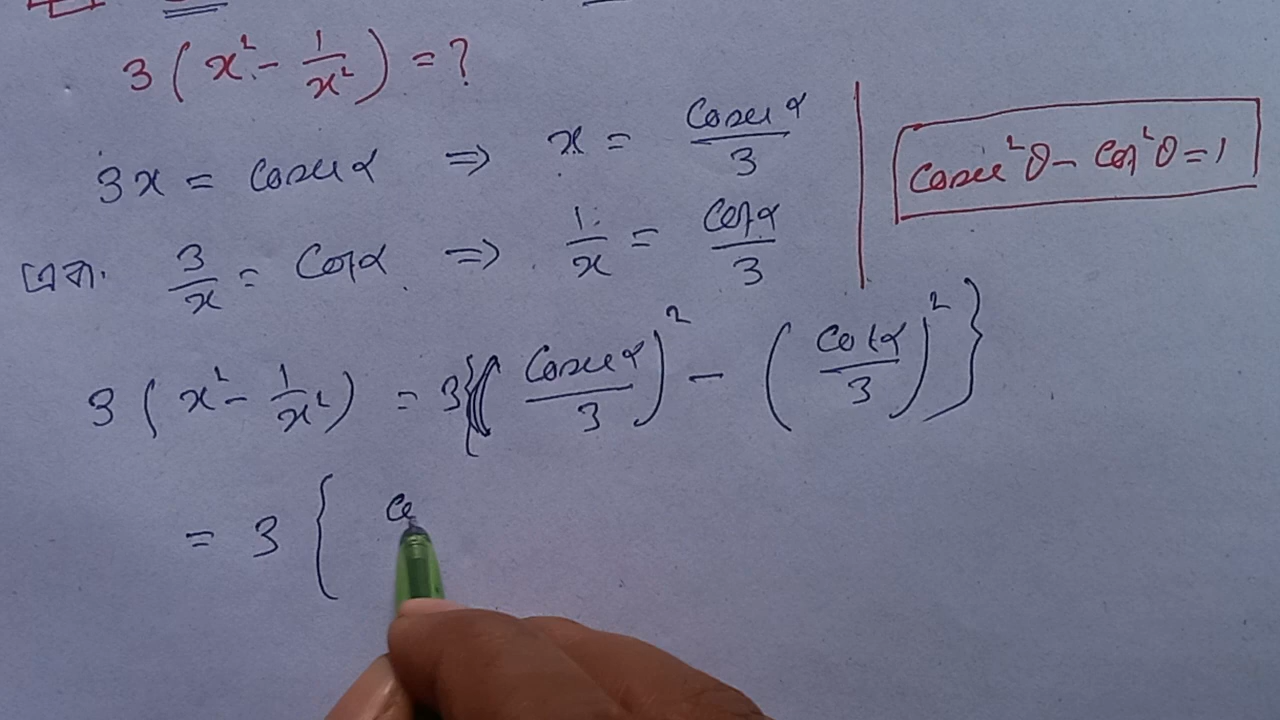 3 ( x² - 1/x² ) = ?
3x = Cosec α ⇒ x = Cosec α/3
cosec²θ - cot²θ = 1
এবং 3/x = Cot α ⇒ 1/x = Cot α/3
3 ( x² - 1/x² ) = 3{( Cosec α/3 )² - ( Cot α/3 )² }
= 3 { co